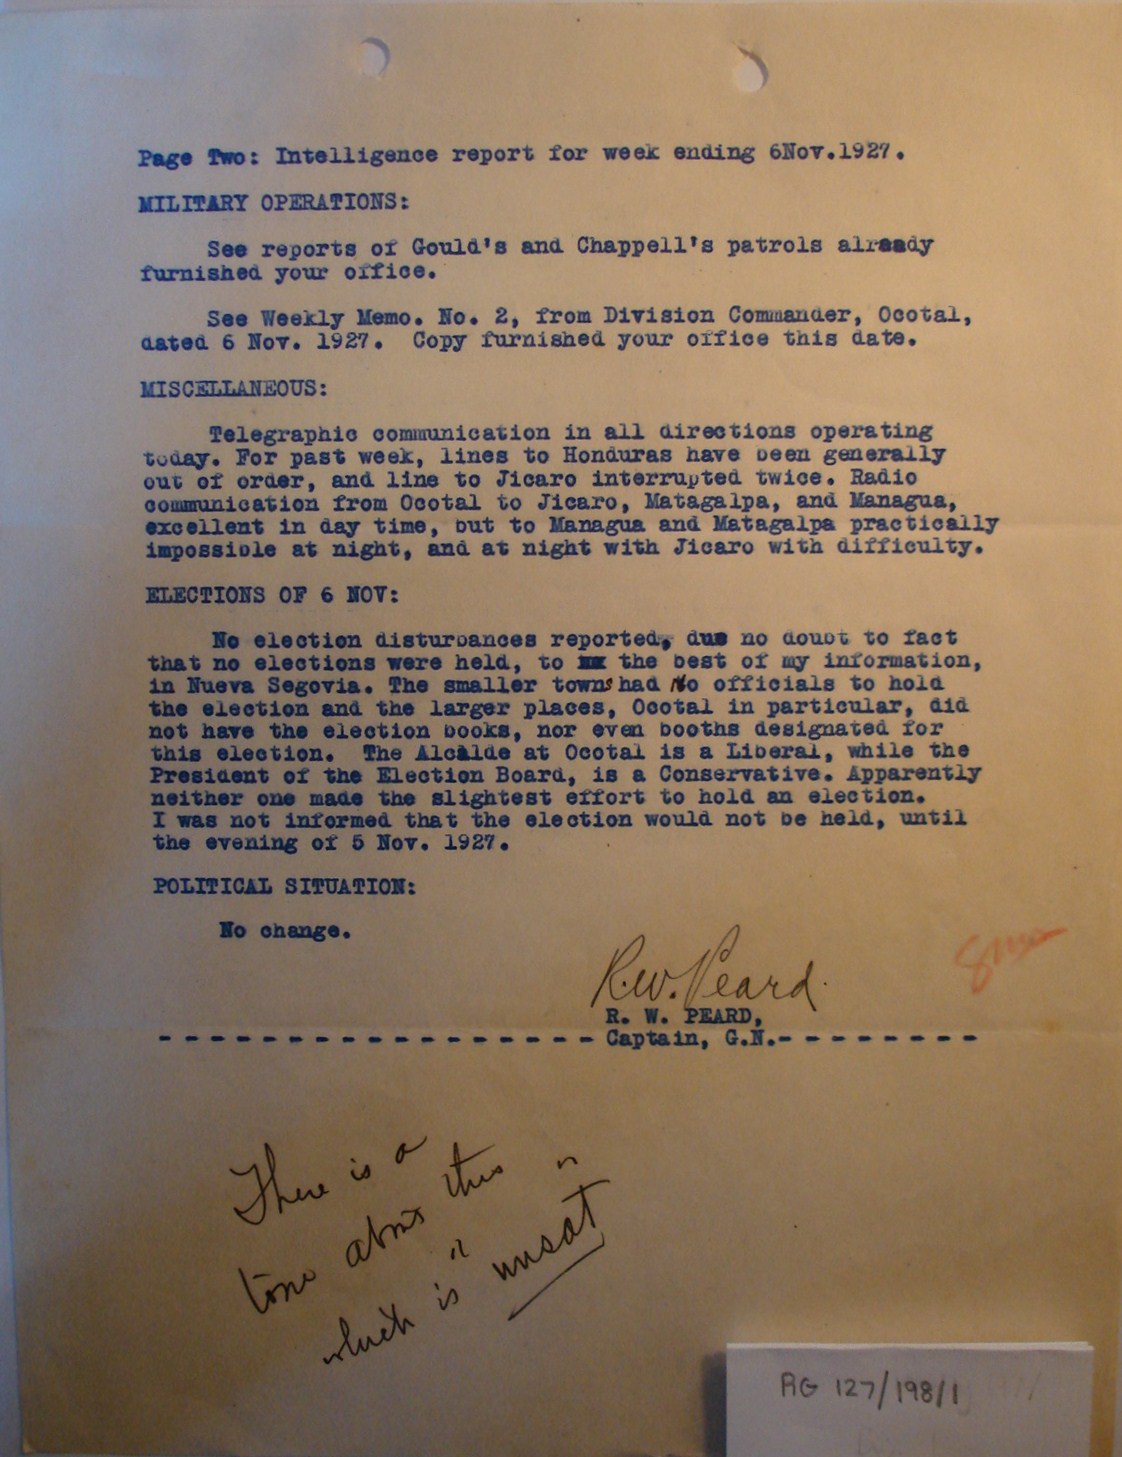 Page Two: Intelligence report for week ending 6Nov.1927.
MILITARY OPERATIONS:
See reports of Gould's and Chappell's patrols already
furnished your office.
See Weekly Memo. No. 2, from Division Commander, Ocotal,
dated 6 Nov. 1927. Copy furnished your office this date.
MISCELLANEOUS:
Telegraphic communication in all directions operating
today. For past week, lines to Honduras have been generally
out of order, and line to Jicaro interrupted twice. Radio
communication from Ocotal to Jicaro, Matagalpa, and Managua,
excellent in day time, but to Managua and Matagalpa practically
impossible at night, and at night with Jicaro with difficulty.
ELECTIONS OF 6 NOV:
No election disturbances reported, due no doubt to fact
that no elections were held, to the best of my information,
in Nueva Segovia. The smaller towns had No officials to hold
the election and the larger places, Ocotal in particular, did
not have the election books, nor even booths designated for
this election. The Alcalde at Ocotal is a Liberal, while the
President of the Election Board, is a Conservative. Apparently
neither one made the slightest effort to hold an election.
I was not informed that the election would not be held, until
the evening of 5 Nov. 1927.
POLITICAL SITUATION:
No change.
R.W. Peard.
R. W. PEARD,
- - - - - - - - - - - - - - - - - - Captain, G.N.- - - - - - - - -
There is a
tone about this
which is "unsat"
RG 127/198/1